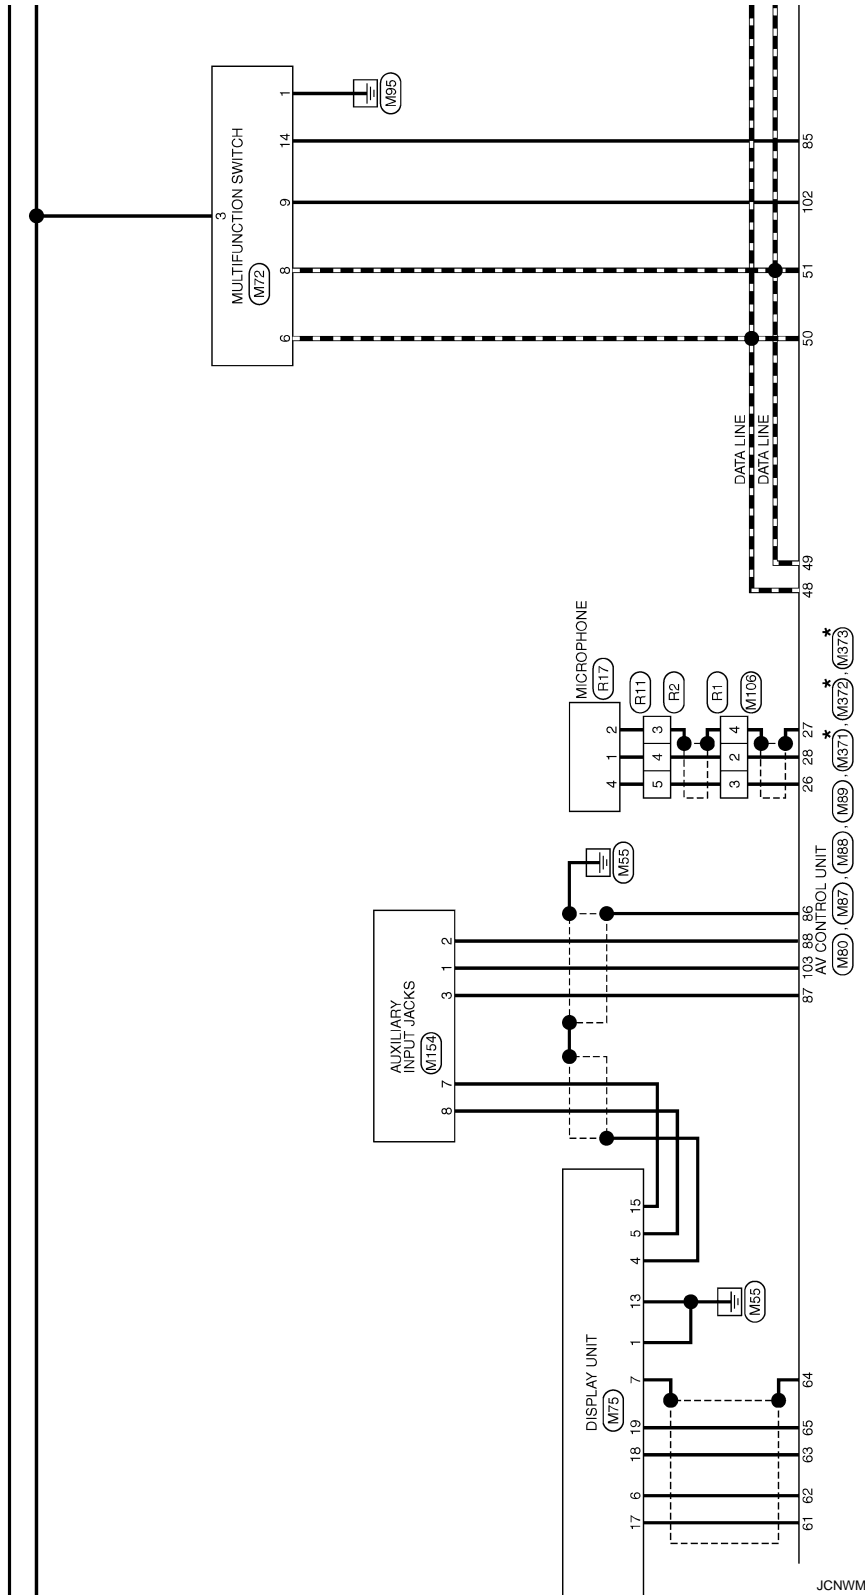 1
M95
14
85
MULTIFUNCTION SWITCH
M72
3
9
102
8
51
6
50
DATA LINE
DATA LINE
49
48
MICROPHONE
R17
R11
R2
R1
M106
2
3
4
27
1
4
2
28
4
5
3
26
M55
AUXILIARY
INPUT JACKS
M154
86
2
88
1
103
3
87
AV CONTROL UNIT
M80 , M87 , M88 , M89 , M371 * , M372 * , M373 *
7
8
DISPLAY UNIT
M75
15
5
4
13
1
M55
7
64
19
65
18
63
6
62
17
61
JCNWM